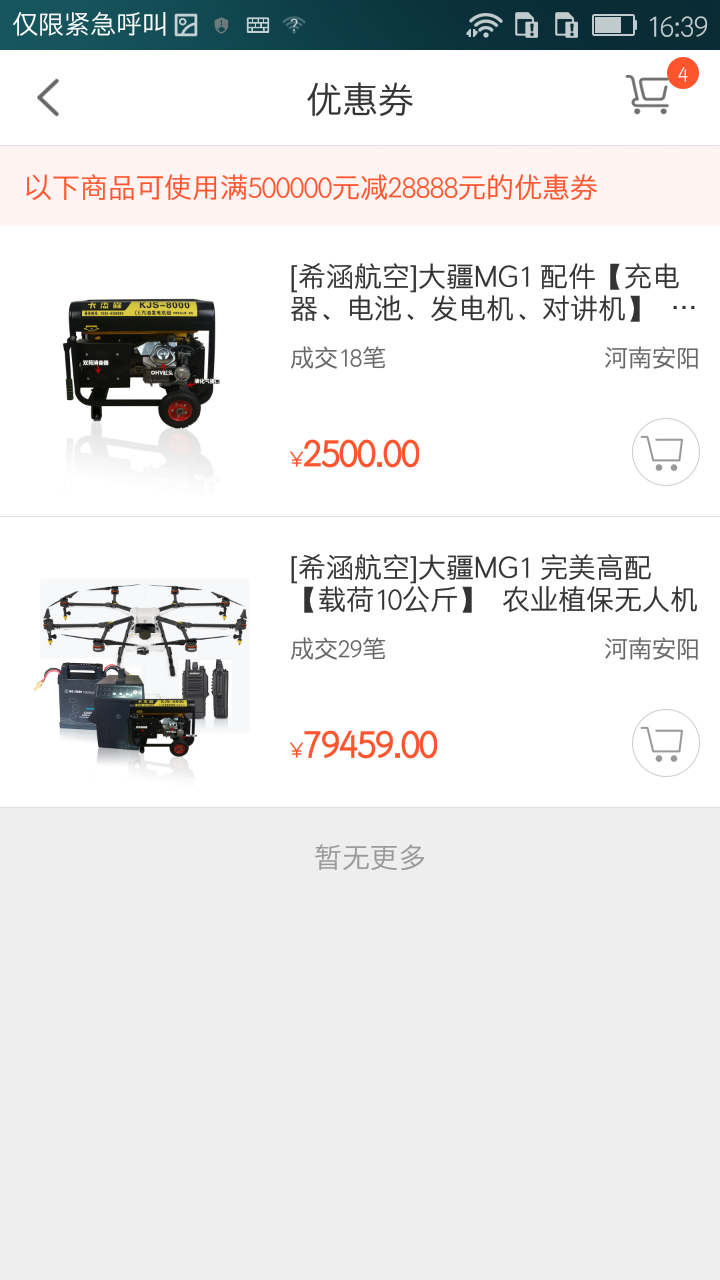 仅限紧急呼叫 16:39
优惠券
4
以下商品可使用满500000元减28888元的优惠券
[希涵航空]大疆MG1 配件【充电
器、电池、发电机、对讲机】 …
成交18笔 河南安阳
¥2500.00
KJS-8000
[希涵航空]大疆MG1 完美高配
【载荷10公斤】 农业植保无人机
成交29笔 河南安阳
¥79459.00
暂无更多